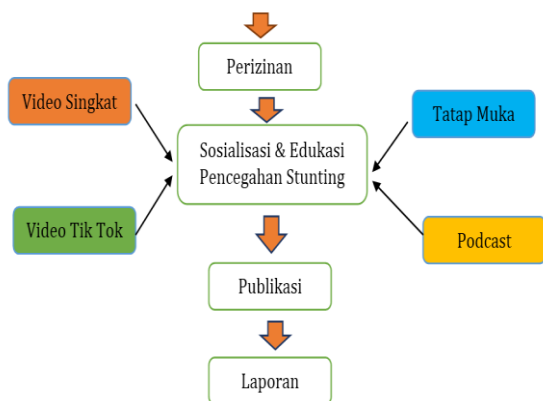 Perizinan
Video Singkat
Tatap Muka
Sosialisasi & Edukasi
Pencegahan Stunting
Video Tik Tok
Podcast
Publikasi
Laporan